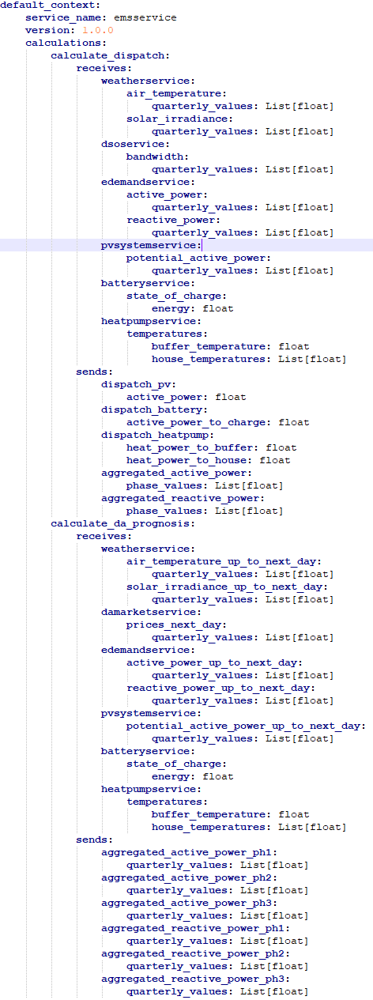 default_context:
    service_name: emsservice
    version: 1.0.0
    calculations:
        calculate_dispatch:
            receives:
                weatherservice:
                    air_temperature:
                        quarterly_values: List[float]
                    solar_irradiance:
                        quarterly_values: List[float]
                dsoservice:
                    bandwidth:
                        quarterly_values: List[float]
                edemandservice:
                    active_power:
                        quarterly_values: List[float]
                    reactive_power:
                        quarterly_values: List[float]
                pvsystemservice:
                    potential_active_power:
                        quarterly_values: List[float]
                batteryservice:
                    state_of_charge:
                        energy: float
                heatpumpservice:
                    temperatures:
                        buffer_temperature: float
                        house_temperatures: List[float]
            sends:
                dispatch_pv:
                    active_power: float
                dispatch_battery:
                    active_power_to_charge: float
                dispatch_heatpump:
                    heat_power_to_buffer: float
                    heat_power_to_house: float
                aggregated_active_power:
                    phase_values: List[float]
                aggregated_reactive_power:
                    phase_values: List[float]
        calculate_da_prognosis:
            receives:
                weatherservice:
                    air_temperature_up_to_next_day:
                        quarterly_values: List[float]
                    solar_irradiance_up_to_next_day:
                        quarterly_values: List[float]
                damarketservice:
                    prices_next_day:
                        quarterly_values: List[float]
                edemandservice:
                    active_power_up_to_next_day:
                        quarterly_values: List[float]
                    reactive_power_up_to_next_day:
                        quarterly_values: List[float]
                pvsystemservice:
                    potential_active_power_up_to_next_day:
                        quarterly_values: List[float]
                batteryservice:
                    state_of_charge:
                        energy: float
                heatpumpservice:
                    temperatures:
                        buffer_temperature: float
                        house_temperatures: List[float]
            sends:
                aggregated_active_power_ph1:
                    quarterly_values: List[float]
                aggregated_active_power_ph2:
                    quarterly_values: List[float]
                aggregated_active_power_ph3:
                    quarterly_values: List[float]
                aggregated_reactive_power_ph1:
                    quarterly_values: List[float]
                aggregated_reactive_power_ph2:
                    quarterly_values: List[float]
                aggregated_reactive_power_ph3:
                    quarterly_values: List[float]